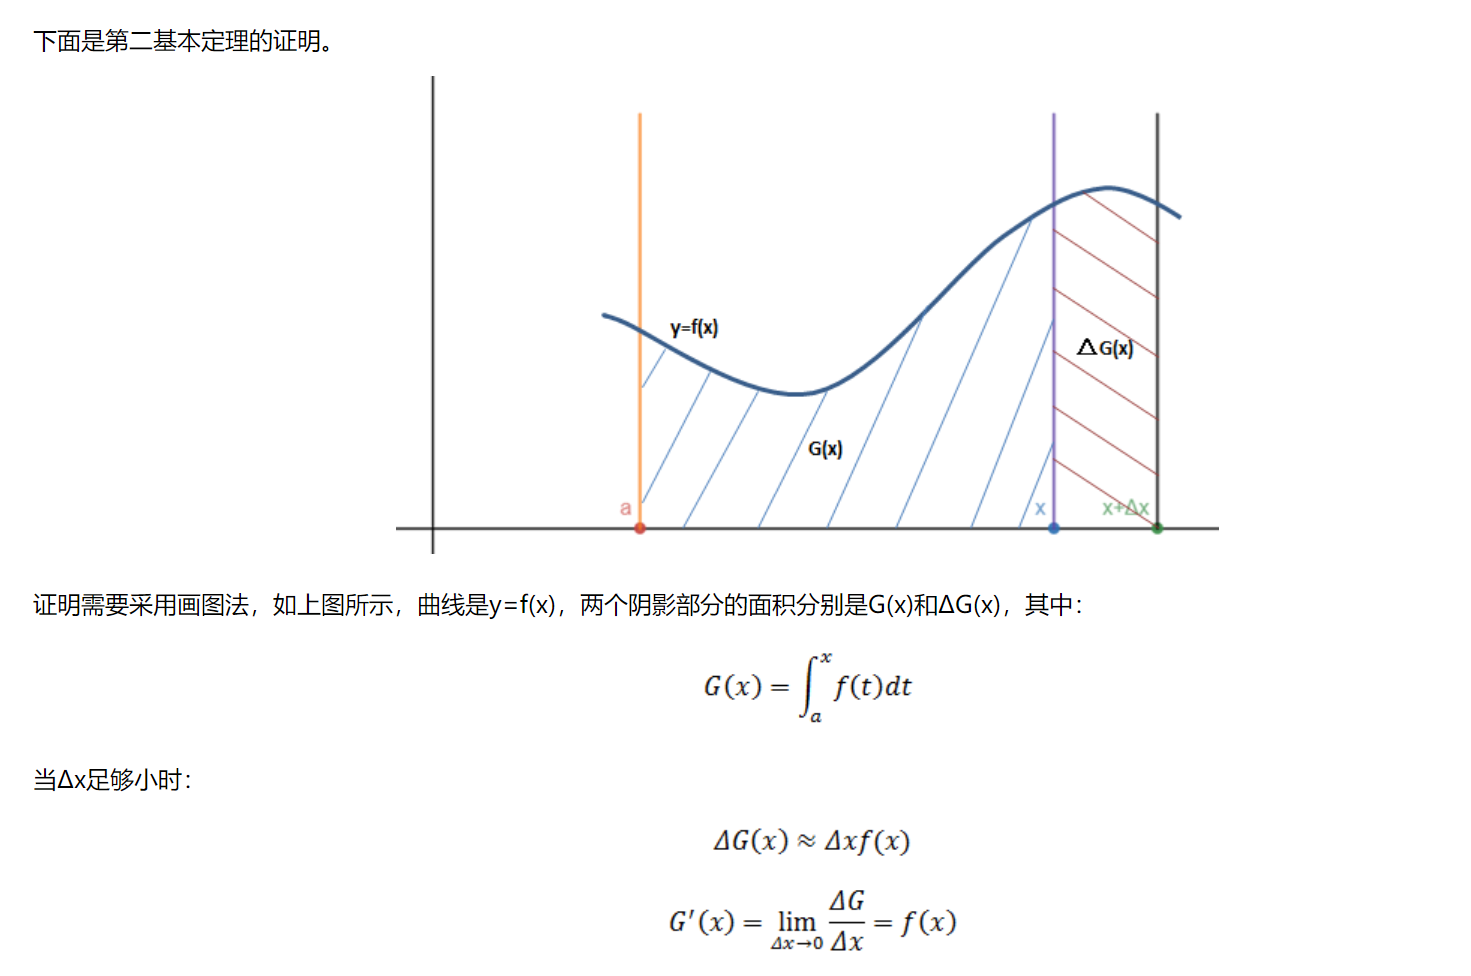 下面是第二基本定理的证明。
y=f(x)
△G(x)
G(x)
a
x
x+Δx
证明需要采用画图法，如上图所示，曲线是y=f(x)，两个阴影部分的面积分别是G(x)和ΔG(x)，其中：
G(x) = ∫ₐˣ f(t)dt
当Δx足够小时：
ΔG(x) ≈ Δxf(x)
G′(x) = lim_{Δx→0} ΔG/Δx = f(x)